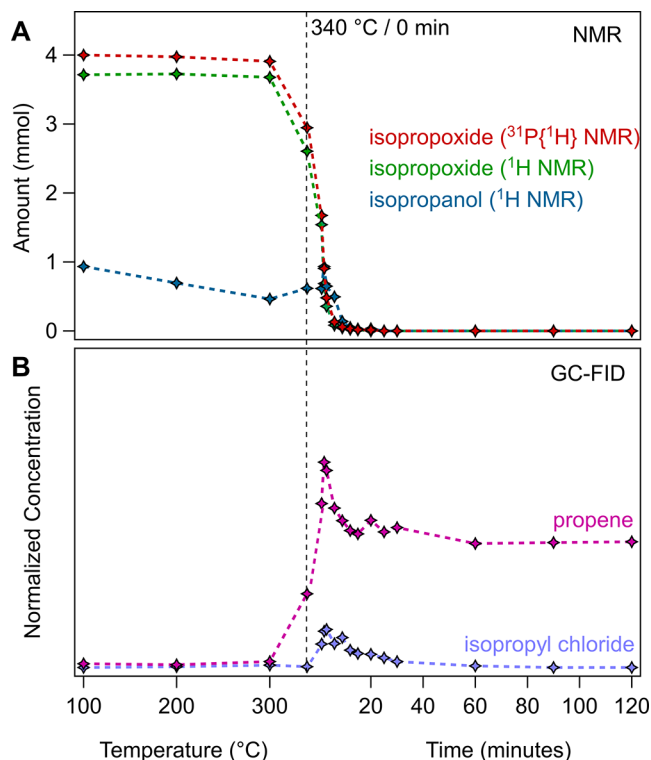 A
340 °C / 0 min
NMR
4
3
2
1
0
Amount (mmol)
isopropoxide (³¹P{¹H} NMR)
isopropoxide (¹H NMR)
isopropanol (¹H NMR)
B
GC-FID
Normalized Concentration
propene
isopropyl chloride
100 200 300 20 40 60 80 100 120
Temperature (°C) Time (minutes)